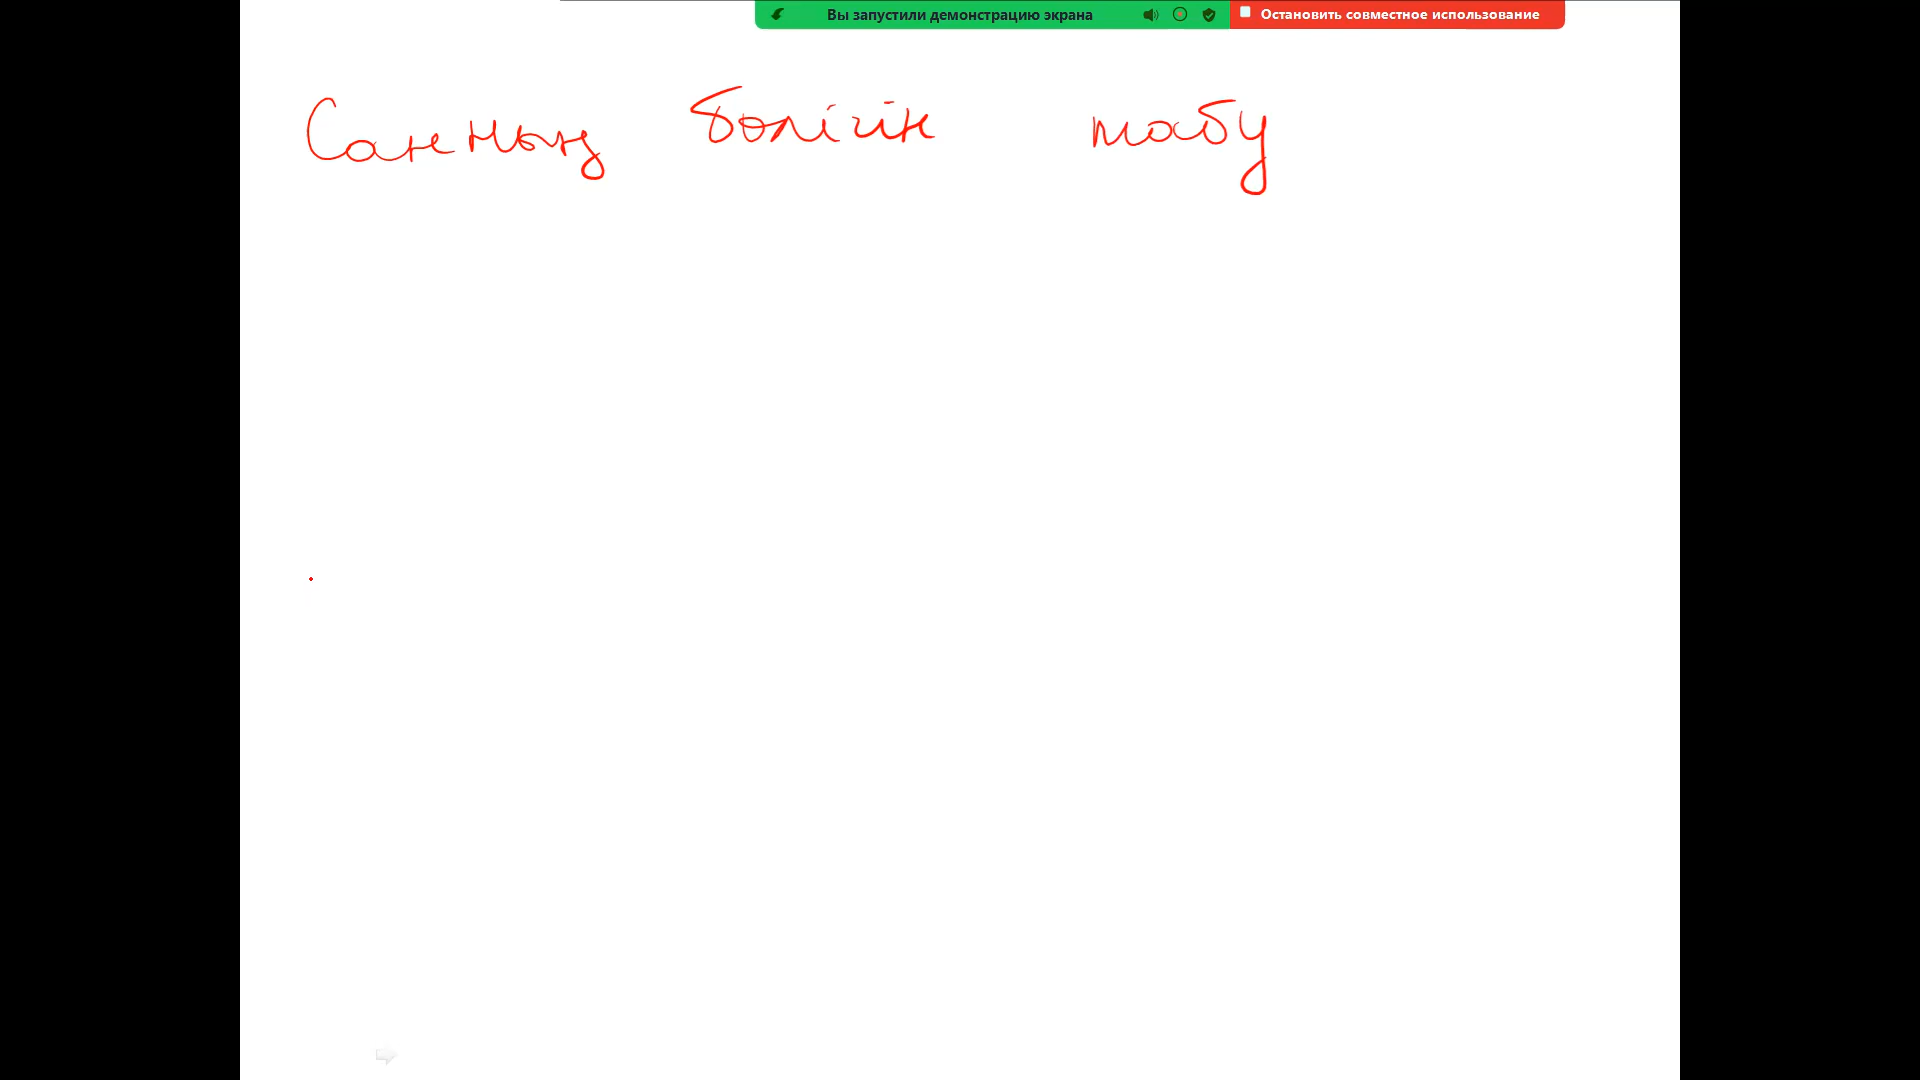 Вы запустили демонстрацию экрана Остановить совместное использование
Санның бөлігін табу